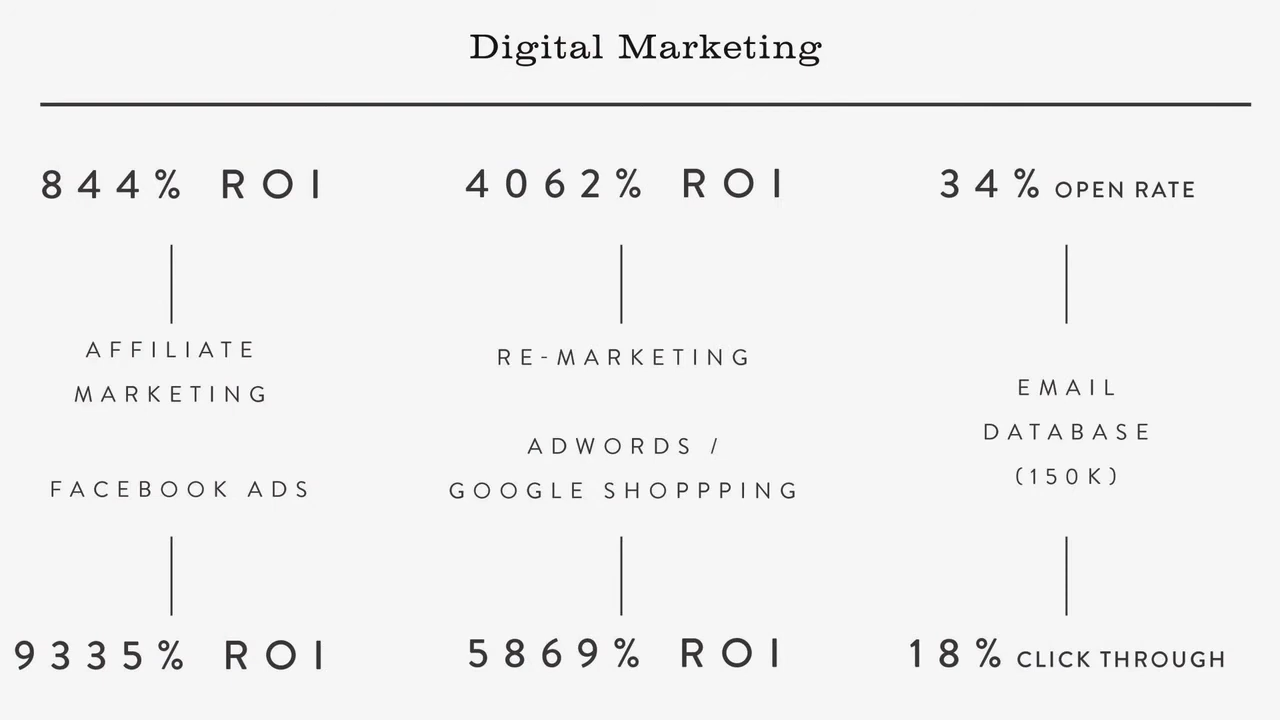 Digital Marketing
844% ROI
AFFILIATE
MARKETING
FACEBOOK ADS
9335% ROI
4062% ROI
RE-MARKETING
ADWORDS /
GOOGLE SHOPPPING
5869% ROI
34% OPEN RATE
EMAIL
DATABASE
(150K)
18% CLICK THROUGH